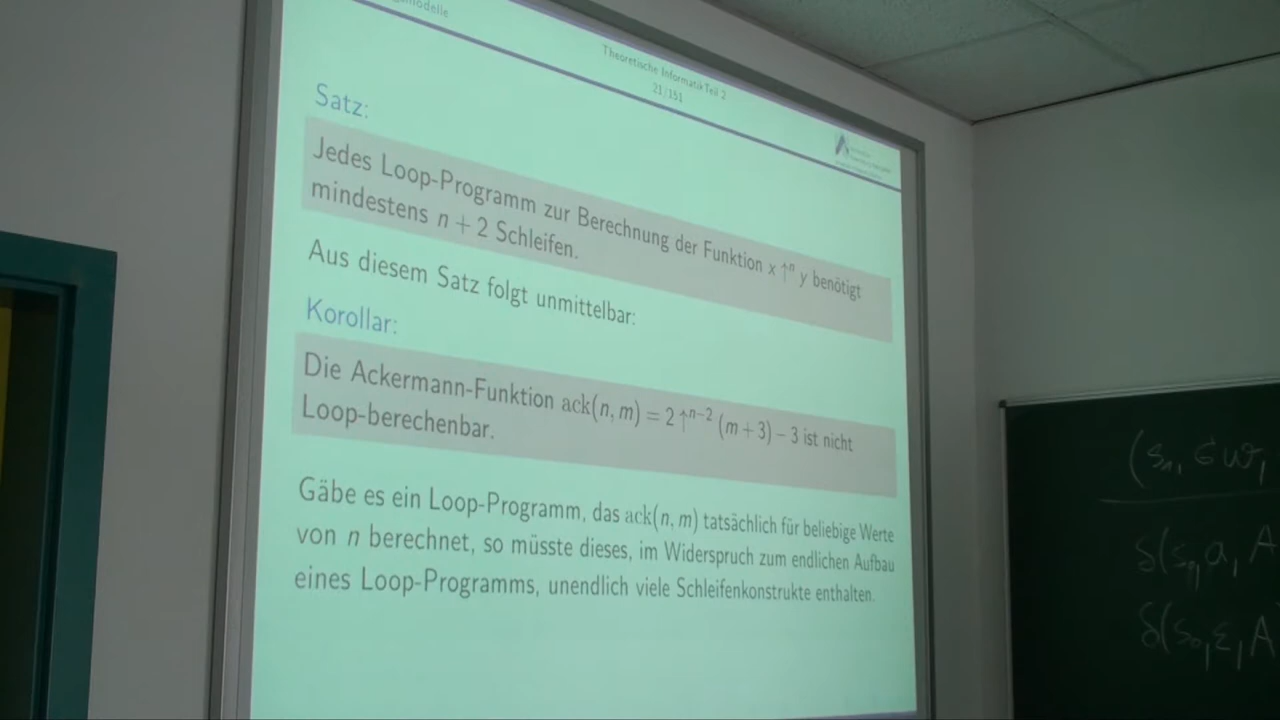 modelle
Theoretische Informatik Teil 2
21/151
Satz:
Jedes Loop-Programm zur Berechnung der Funktion x ↑ⁿ y benötigt
mindestens n + 2 Schleifen.
Aus diesem Satz folgt unmittelbar:
Korollar:
Die Ackermann-Funktion ack(n, m) = 2 ↑ⁿ⁻² (m + 3) − 3 ist nicht
Loop-berechenbar.
Gäbe es ein Loop-Programm, das ack(n, m) tatsächlich für beliebige Werte
von n berechnet, so müsste dieses, im Widerspruch zum endlichen Aufbau
eines Loop-Programms, unendlich viele Schleifenkonstrukte enthalten.
δ(s₀, ε, A